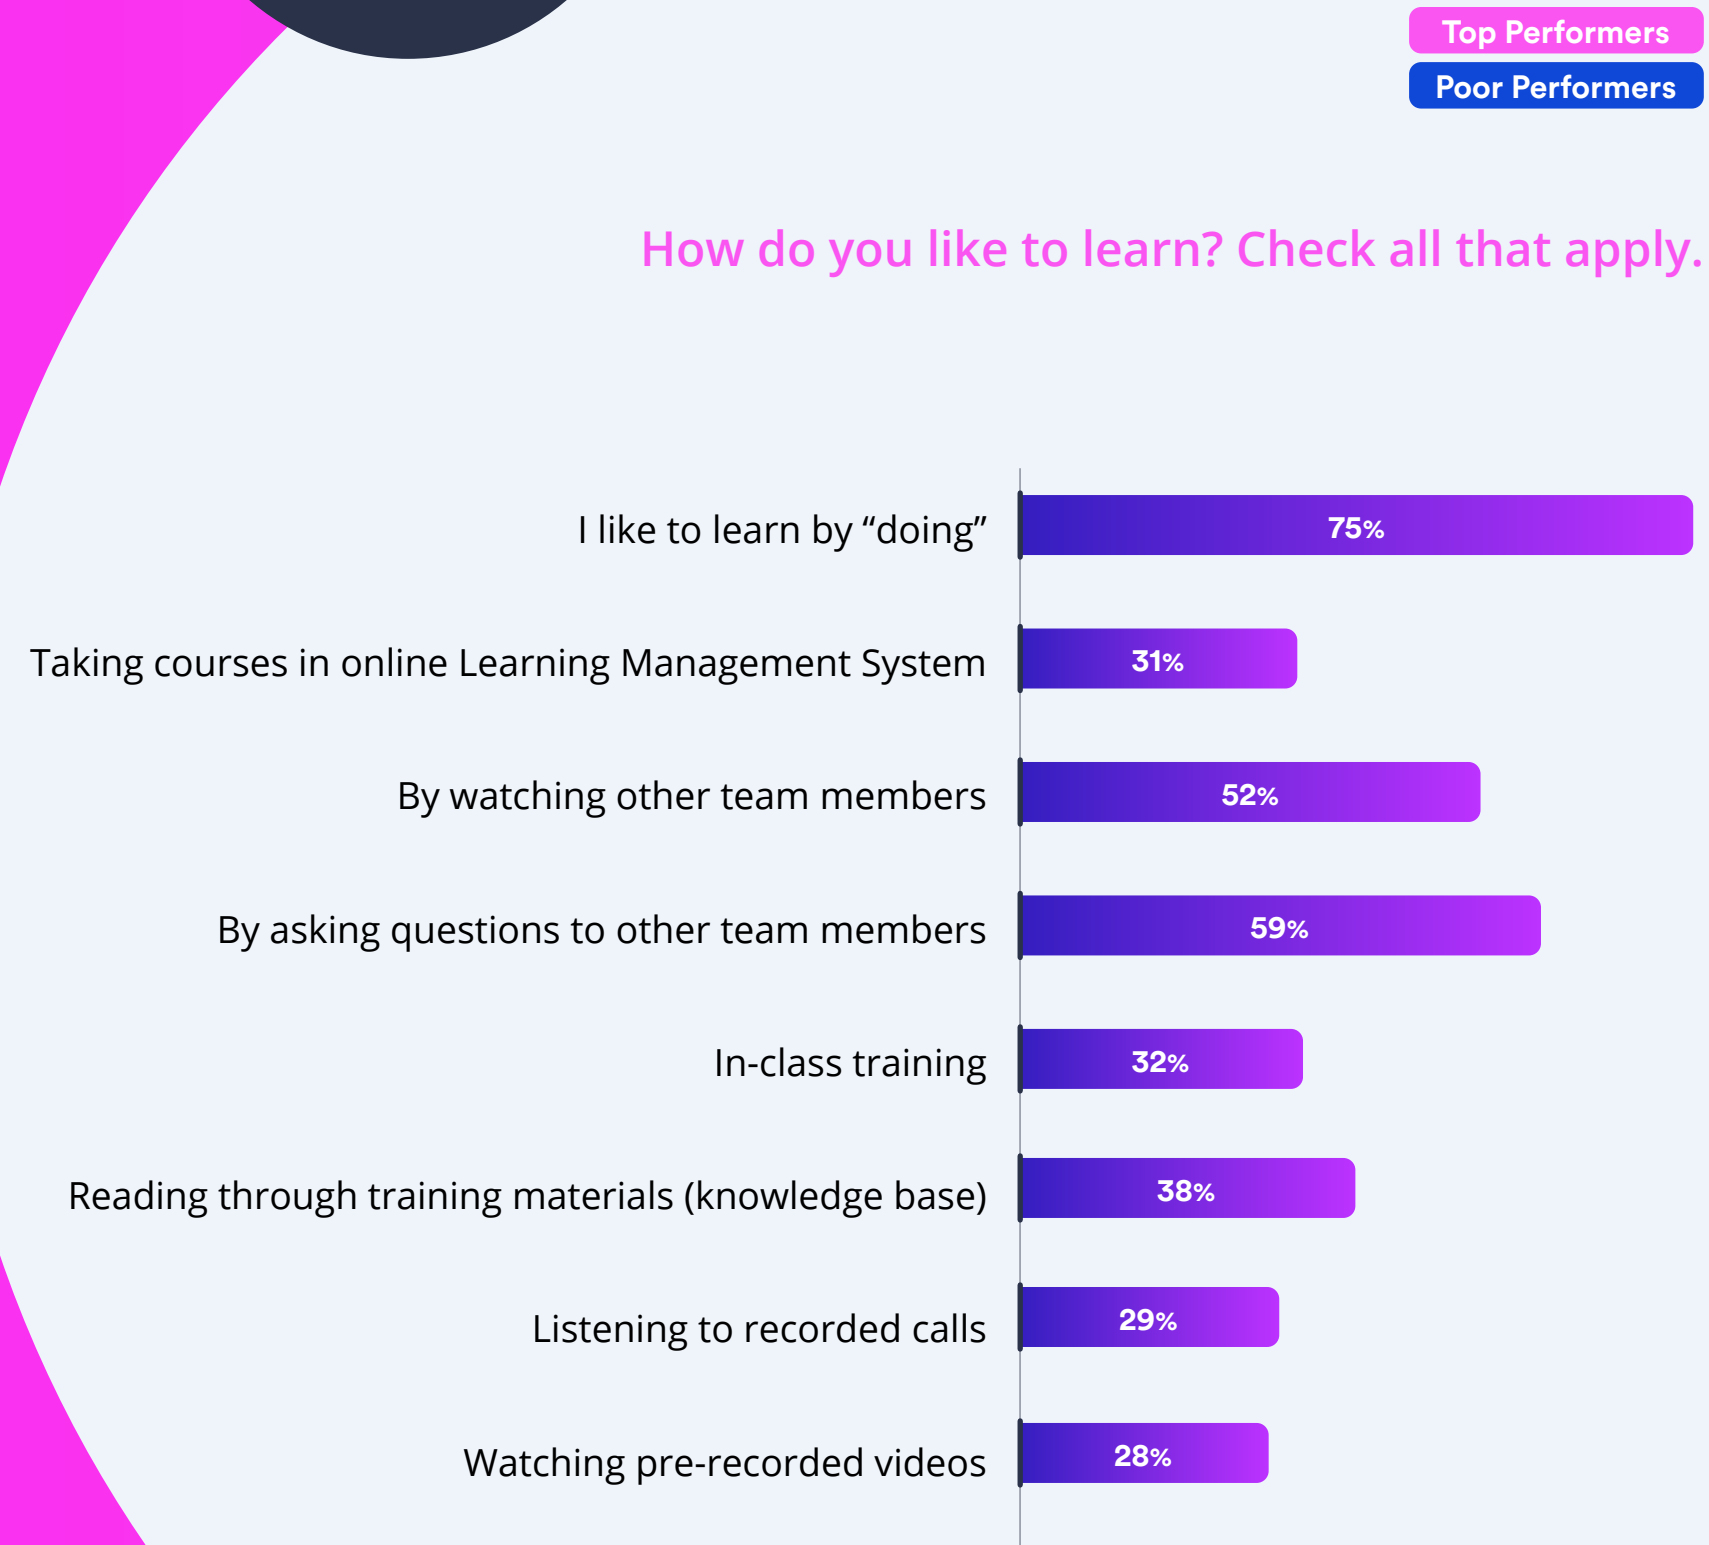 Top Performers
Poor Performers
How do you like to learn? Check all that apply.
I like to learn by “doing” 75%
Taking courses in online Learning Management System 31%
By watching other team members 52%
By asking questions to other team members 59%
In-class training 32%
Reading through training materials (knowledge base) 38%
Listening to recorded calls 29%
Watching pre-recorded videos 28%